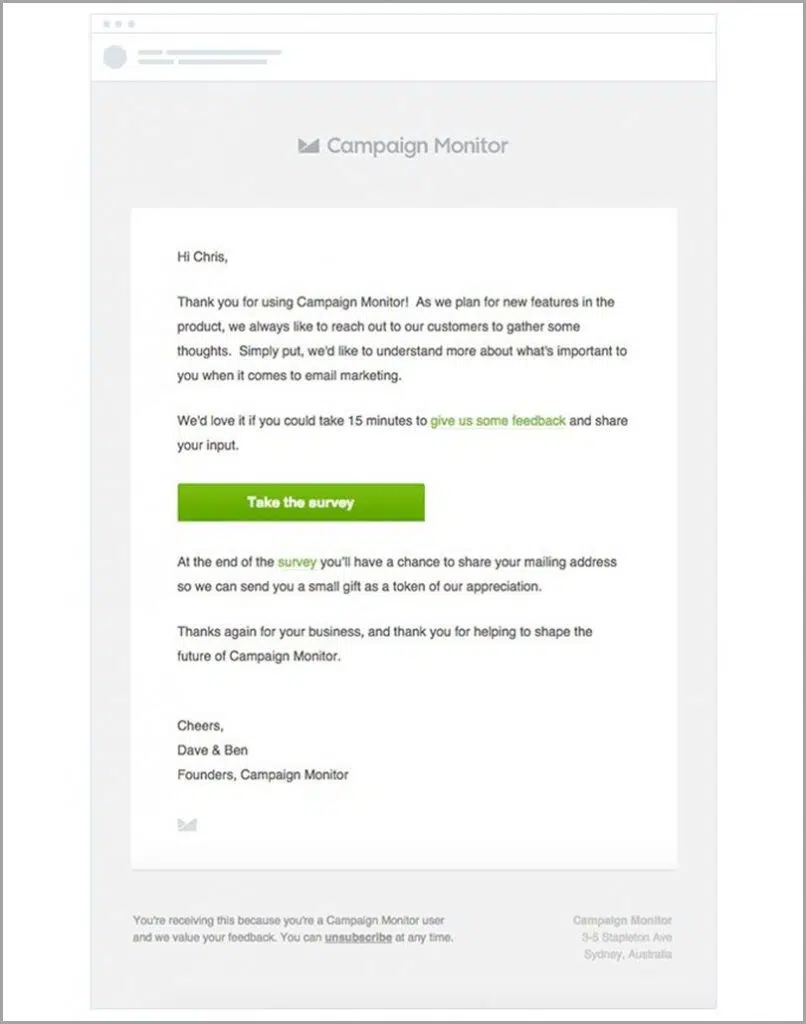 Campaign Monitor
Hi Chris,
Thank you for using Campaign Monitor!  As we plan for new features in the
product, we always like to reach out to our customers to gather some
thoughts.  Simply put, we'd like to understand more about what's important to
you when it comes to email marketing.
We'd love it if you could take 15 minutes to give us some feedback and share
your input.
Take the survey
At the end of the survey you'll have a chance to share your mailing address
so we can send you a small gift as a token of our appreciation.
Thanks again for your business, and thank you for helping to shape the
future of Campaign Monitor.
Cheers,
Dave & Ben
Founders, Campaign Monitor
You're receiving this because you're a Campaign Monitor user
and we value your feedback. You can unsubscribe at any time.
Campaign Monitor
3-5 Stapleton Ave
Sydney, Australia